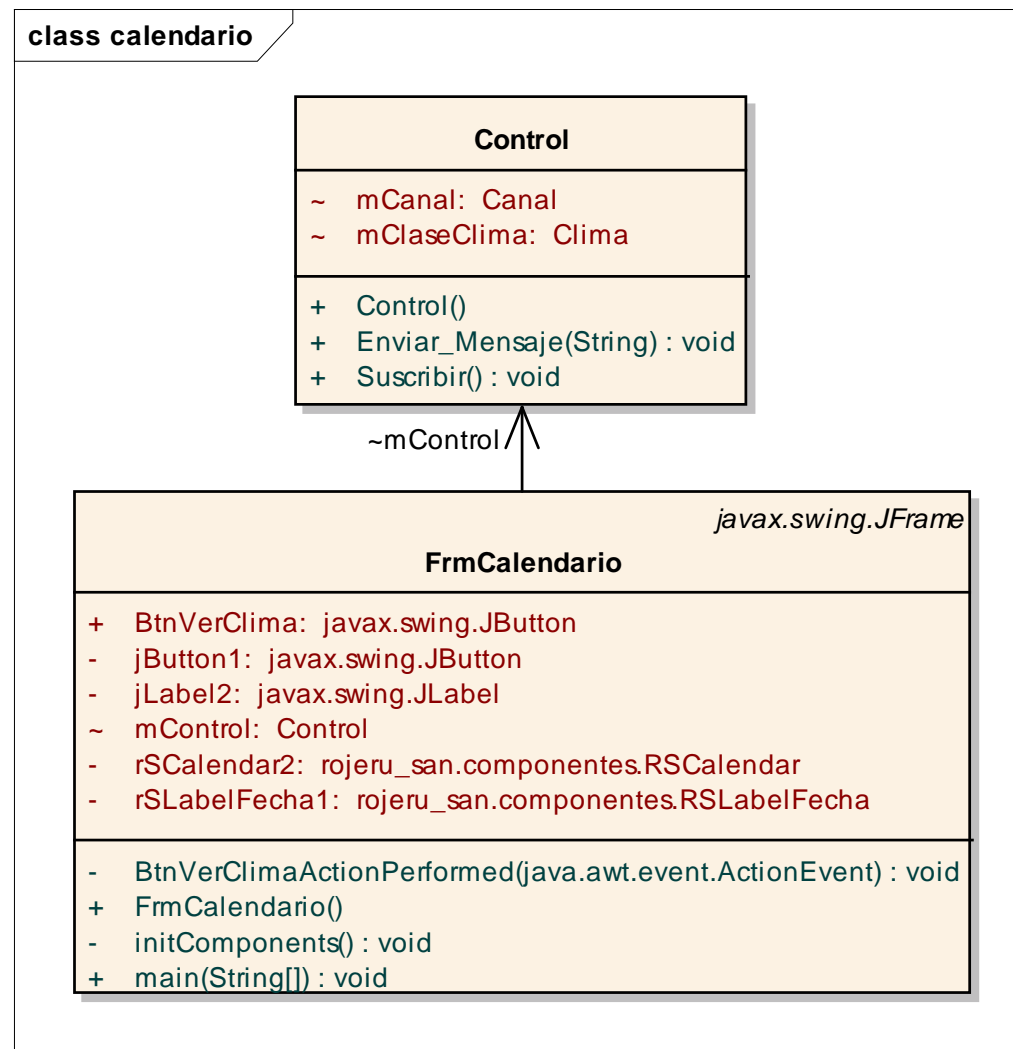 class calendario
Control
~ mCanal: Canal
~ mClaseClima: Clima
+ Control()
+ Enviar_Mensaje(String) : void
+ Suscribir() : void
~mControl
javax.swing.JFrame
FrmCalendario
+ BtnVerClima: javax.swing.JButton
- jButton1: javax.swing.JButton
- jLabel2: javax.swing.JLabel
~ mControl: Control
- rSCalendar2: rojeru_san.componentes.RSCalendar
- rSLabelFecha1: rojeru_san.componentes.RSLabelFecha
- BtnVerClimaActionPerformed(java.awt.event.ActionEvent) : void
+ FrmCalendario()
- initComponents() : void
+ main(String[]) : void